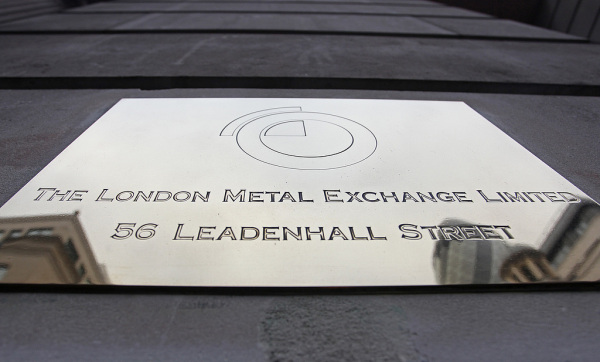 The London Metal Exchange Limited
56 Leadenhall Street